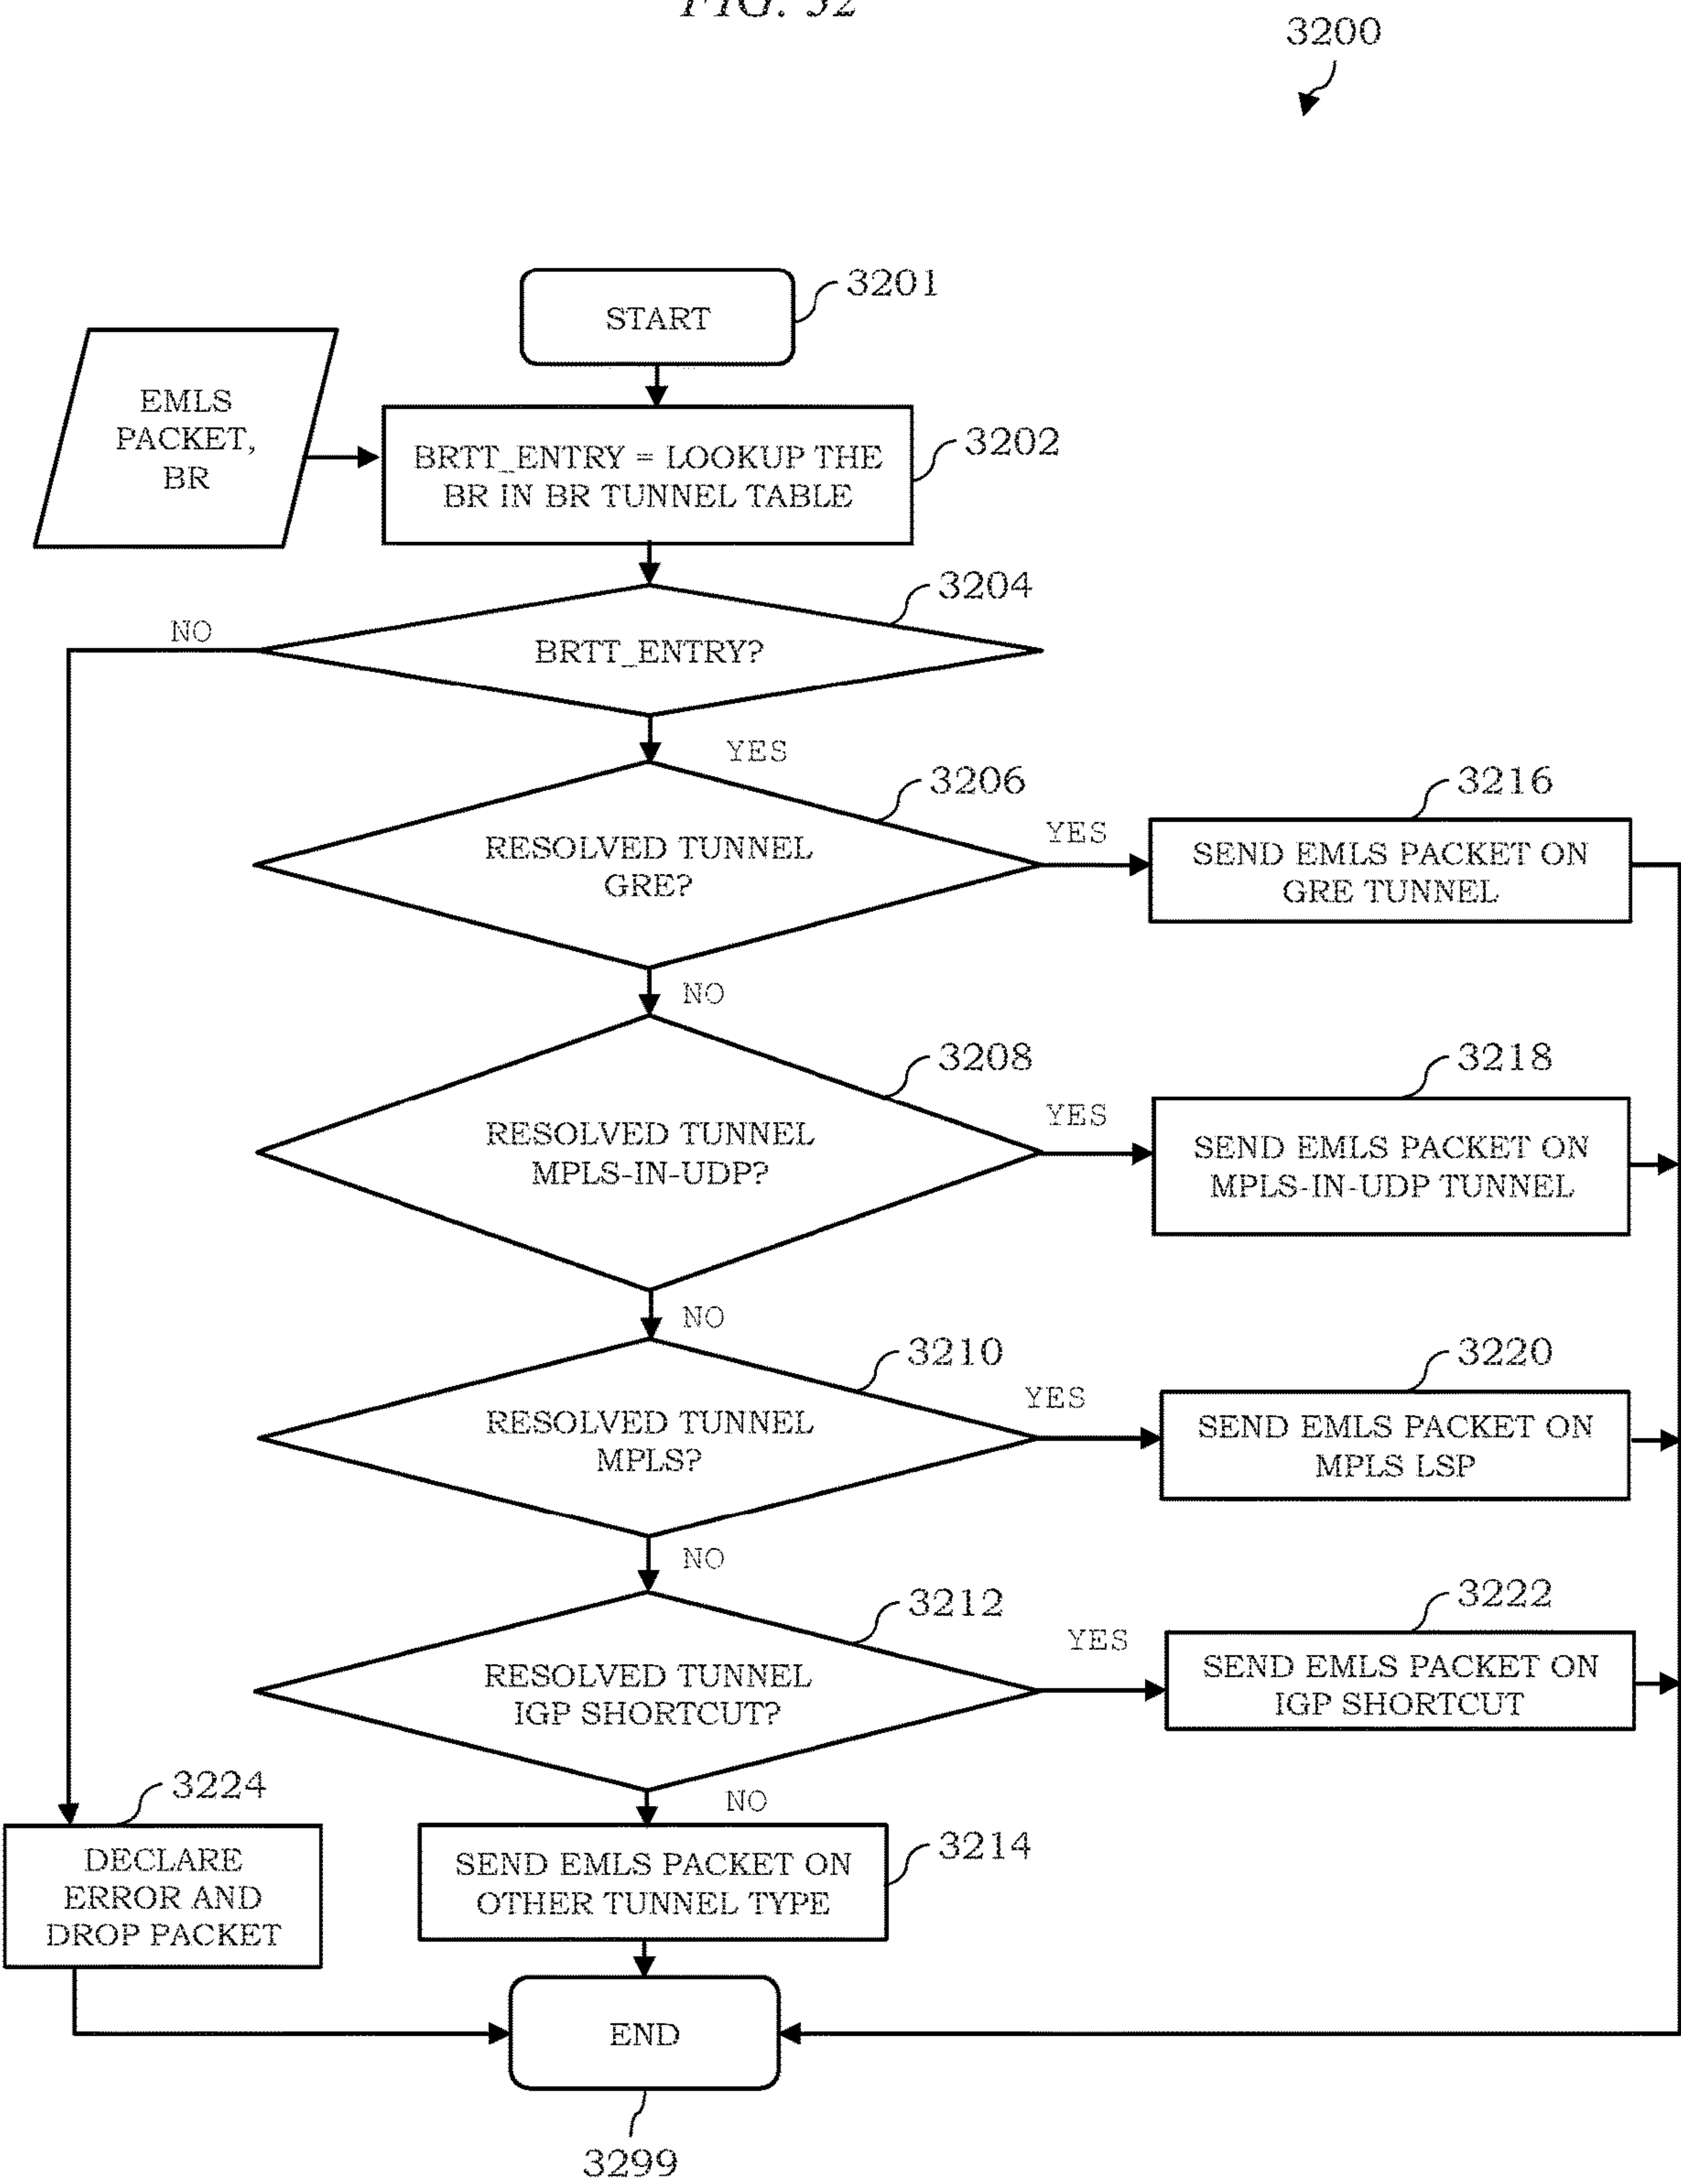 FIG. 32
3200
START
3201
EMLS
PACKET,
BR
BRTT_ENTRY = LOOKUP THE
BR IN BR TUNNEL TABLE
3202
3204
NO
BRTT_ENTRY?
YES
3206
RESOLVED TUNNEL
GRE?
YES
3216
SEND EMLS PACKET ON
GRE TUNNEL
NO
3208
RESOLVED TUNNEL
MPLS-IN-UDP?
YES
3218
SEND EMLS PACKET ON
MPLS-IN-UDP TUNNEL
NO
3210
RESOLVED TUNNEL
MPLS?
YES
3220
SEND EMLS PACKET ON
MPLS LSP
NO
3212
RESOLVED TUNNEL
IGP SHORTCUT?
YES
3222
SEND EMLS PACKET ON
IGP SHORTCUT
NO
3224
DECLARE
ERROR AND
DROP PACKET
SEND EMLS PACKET ON
OTHER TUNNEL TYPE
3214
END
3299